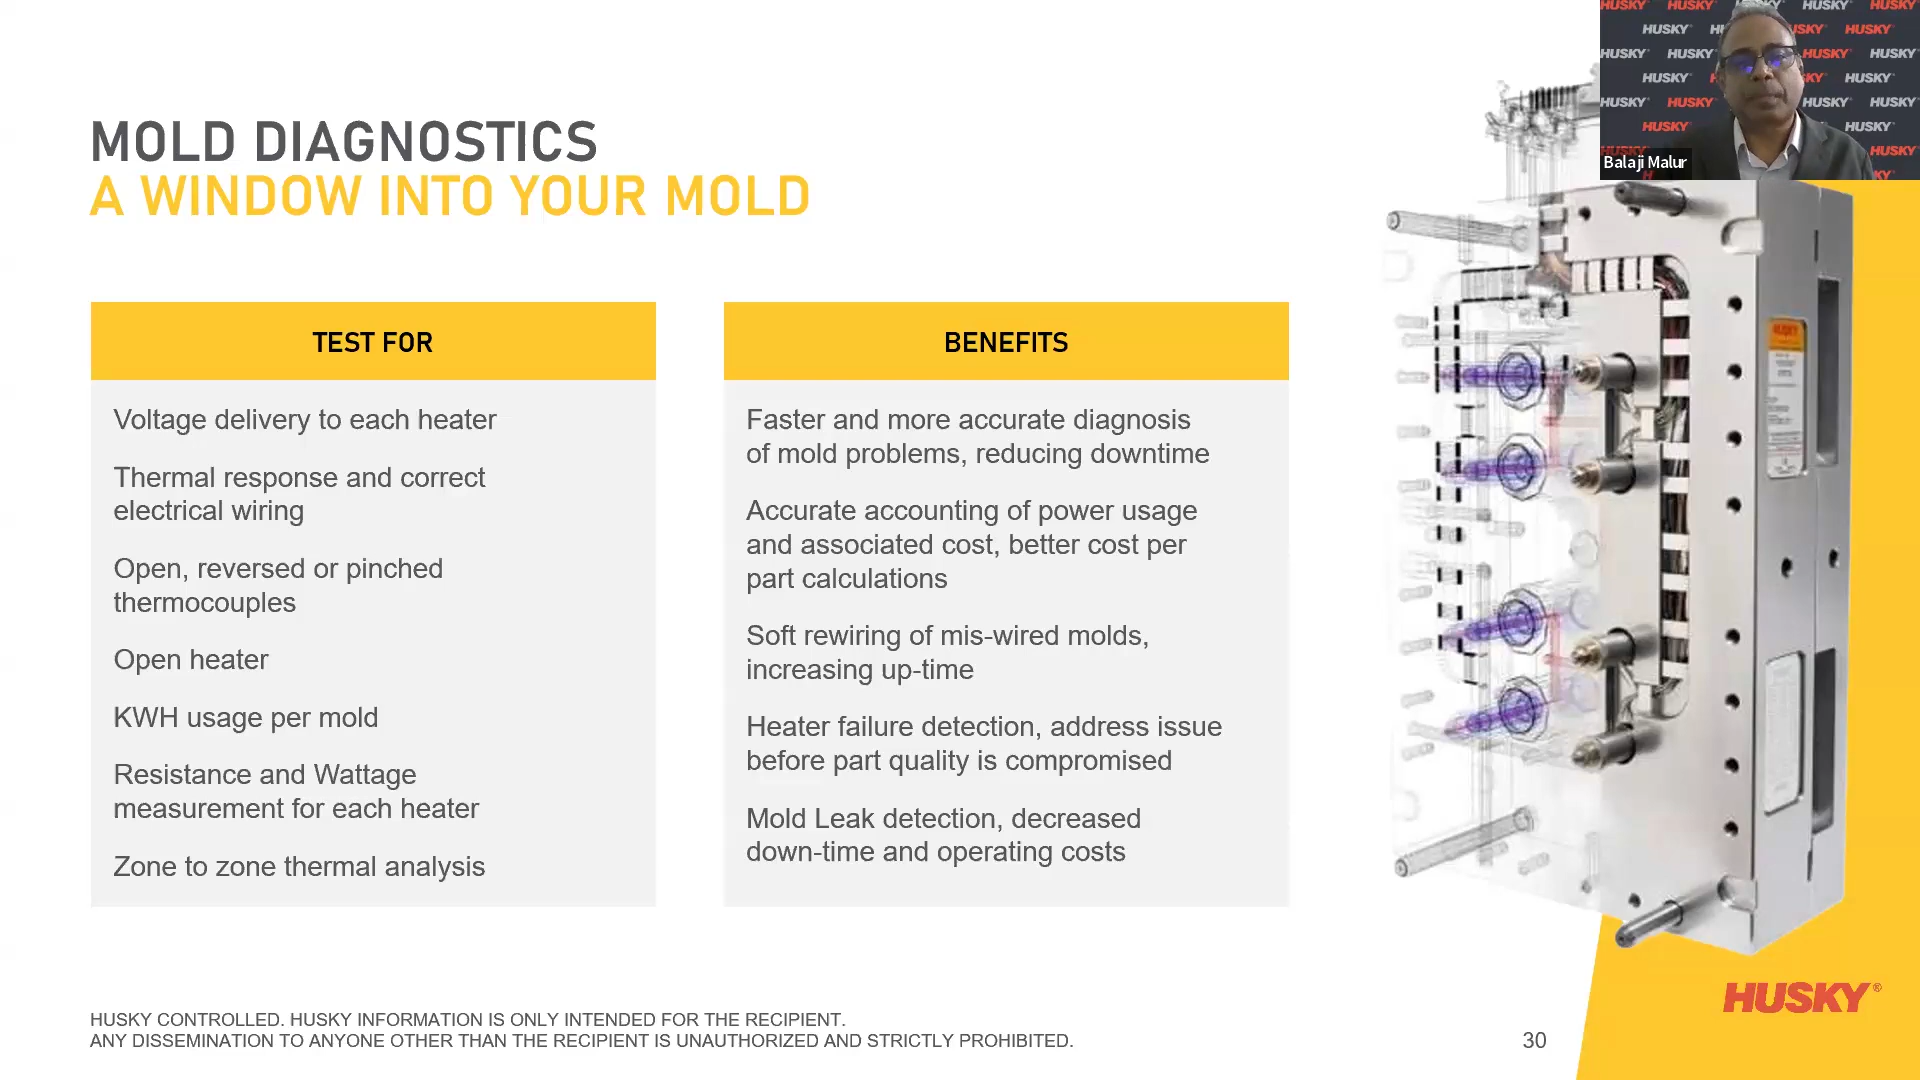 MOLD DIAGNOSTICS
A WINDOW INTO YOUR MOLD
TEST FOR
Voltage delivery to each heater
Thermal response and correct
electrical wiring
Open, reversed or pinched
thermocouples
Open heater
KWH usage per mold
Resistance and Wattage
measurement for each heater
Zone to zone thermal analysis
BENEFITS
Faster and more accurate diagnosis
of mold problems, reducing downtime
Accurate accounting of power usage
and associated cost, better cost per
part calculations
Soft rewiring of mis-wired molds,
increasing up-time
Heater failure detection, address issue
before part quality is compromised
Mold Leak detection, decreased
down-time and operating costs
HUSKY CONTROLLED. HUSKY INFORMATION IS ONLY INTENDED FOR THE RECIPIENT.
ANY DISSEMINATION TO ANYONE OTHER THAN THE RECIPIENT IS UNAUTHORIZED AND STRICTLY PROHIBITED.
30
HUSKY®
Balaji Malur
HUSKY